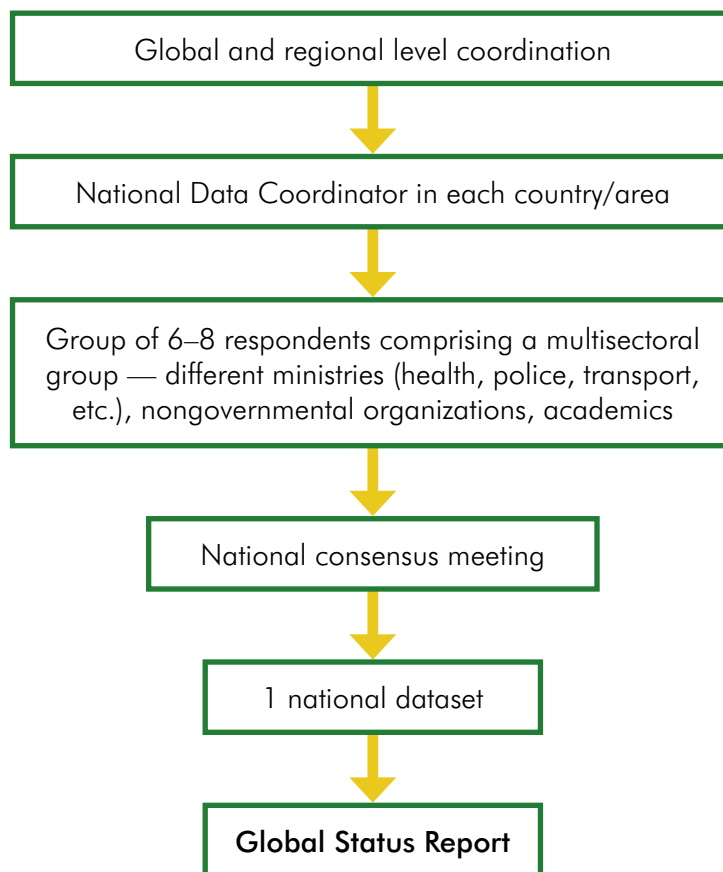 Global and regional level coordination
National Data Coordinator in each country/area
Group of 6–8 respondents comprising a multisectoral
group — different ministries (health, police, transport,
etc.), nongovernmental organizations, academics
National consensus meeting
1 national dataset
Global Status Report